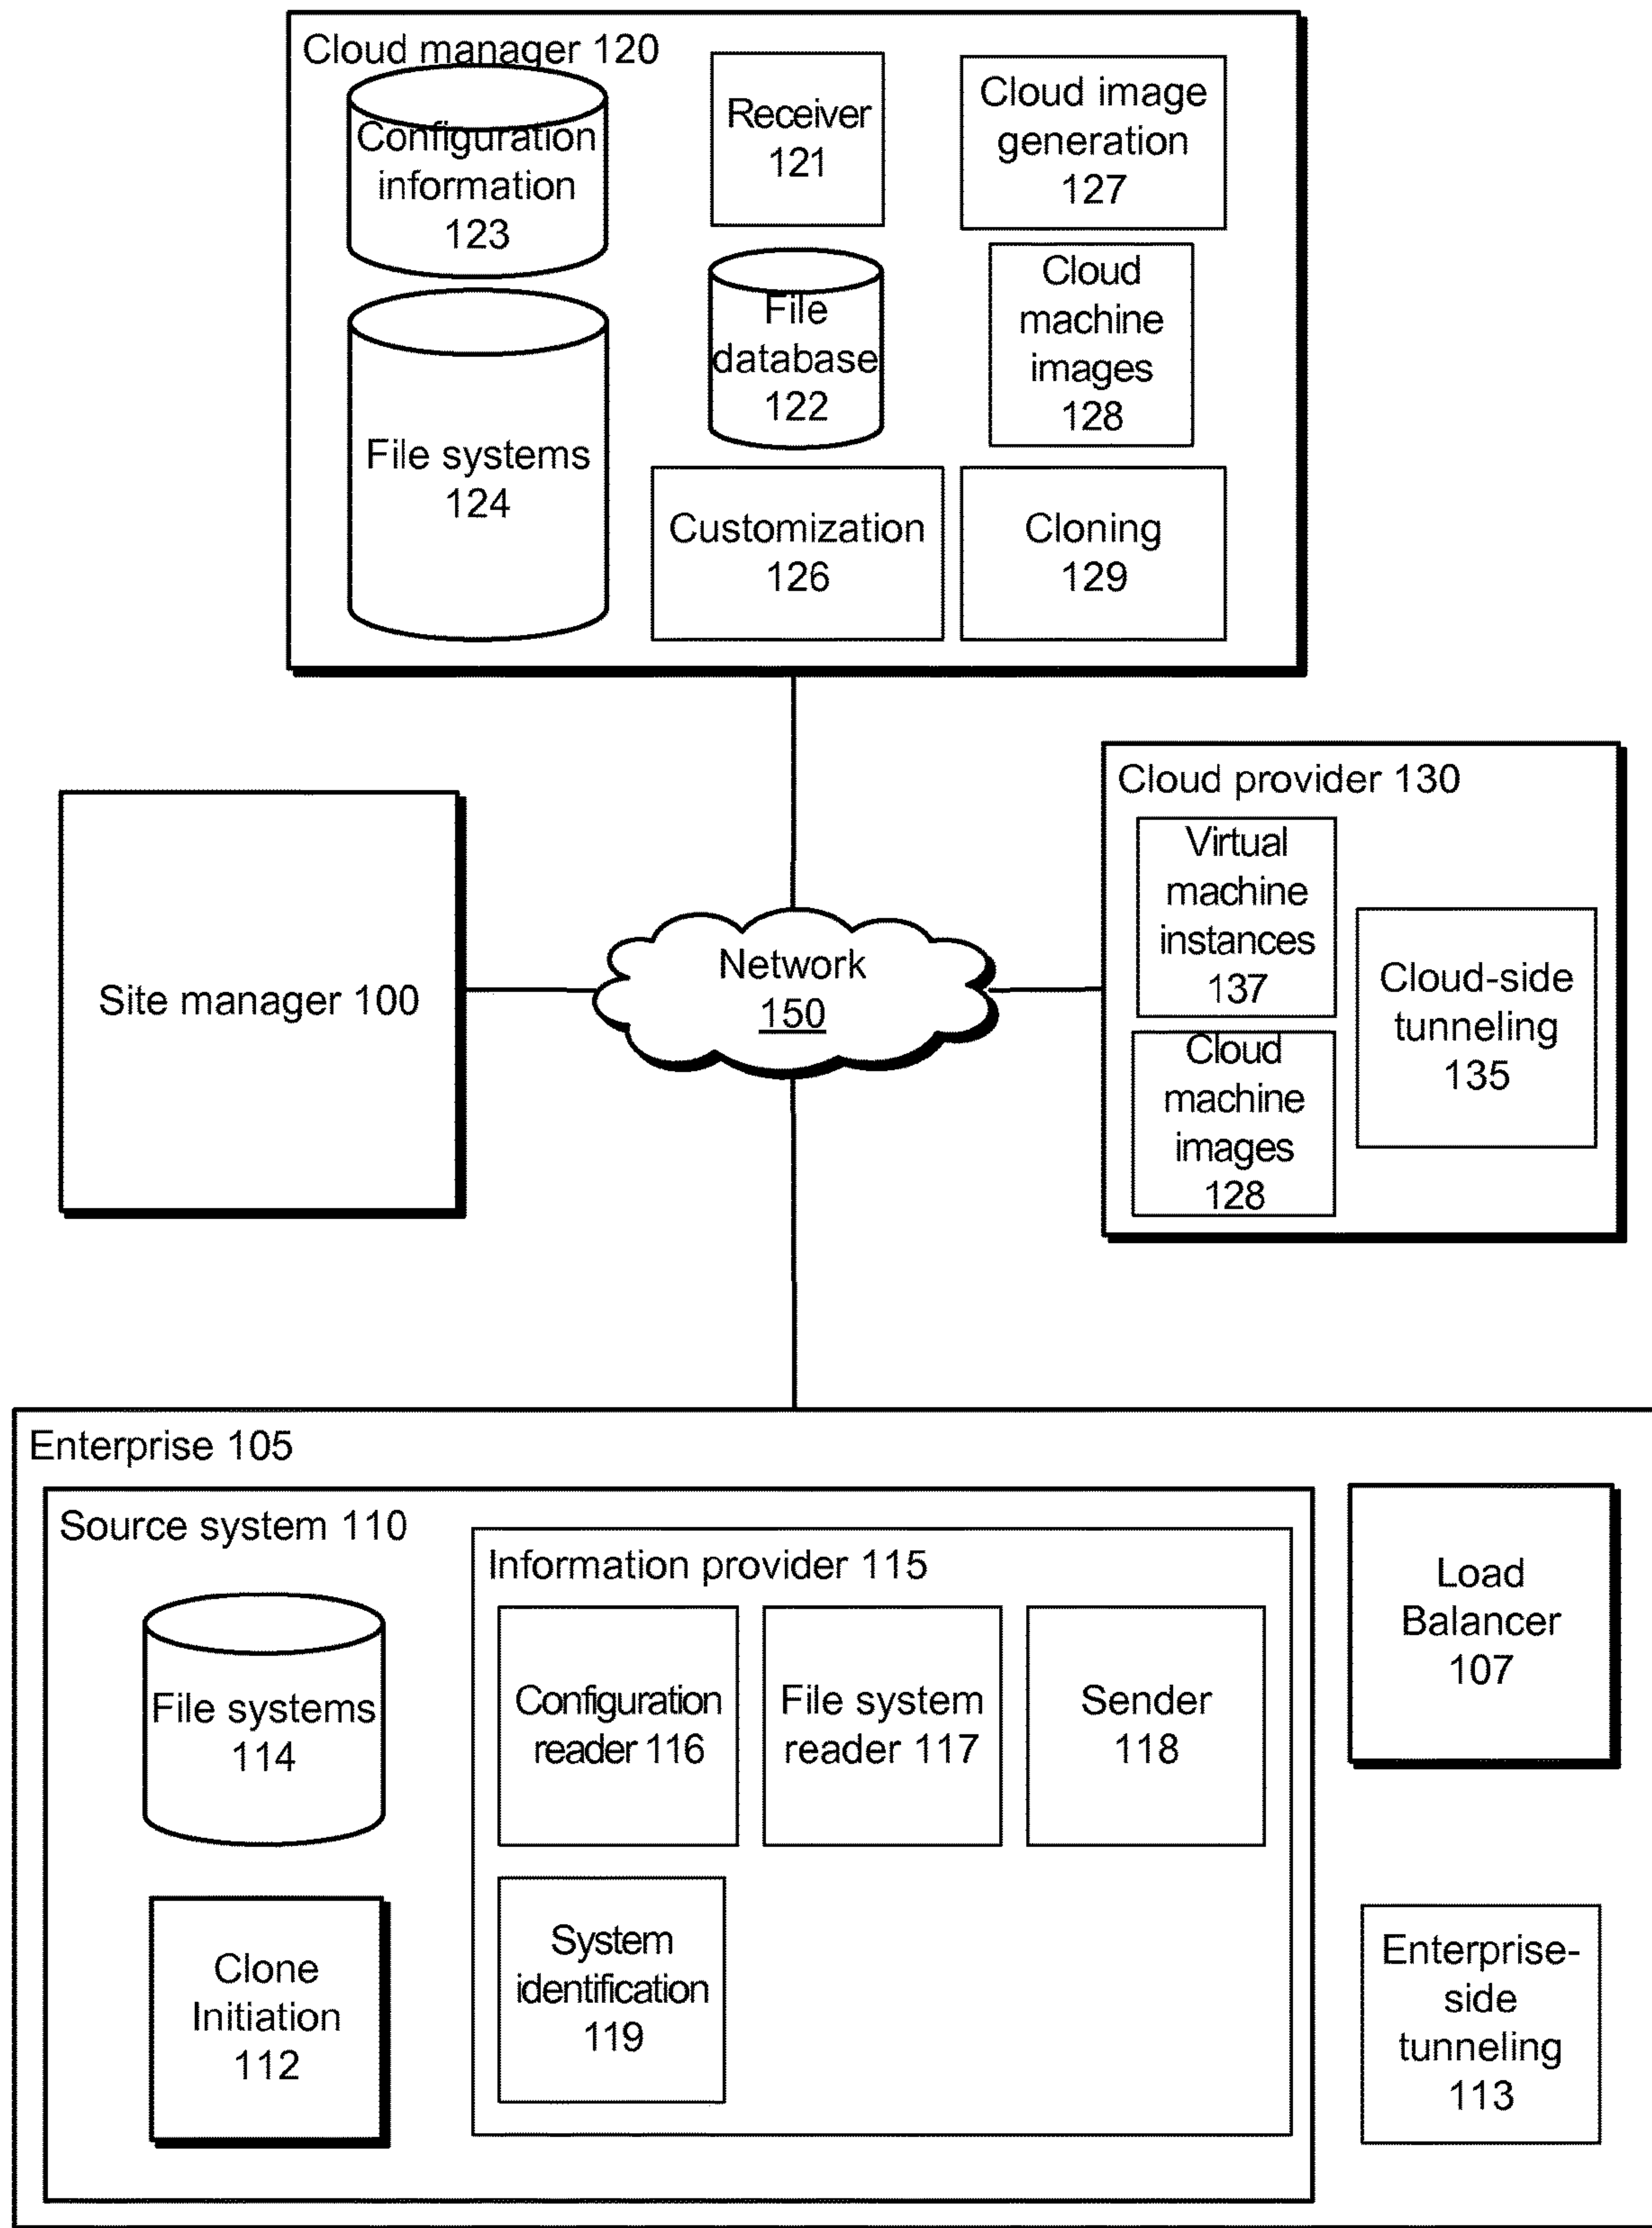 Cloud manager 120
Configuration
information
123
Receiver
121
Cloud image
generation
127
File systems
124
File
database
122
Cloud
machine
images
128
Customization
126
Cloning
129
Site manager 100
Network
150
Cloud provider 130
Virtual
machine
instances
137
Cloud
machine
images
128
Cloud-side
tunneling
135
Enterprise 105
Source system 110
File systems
114
Clone
Initiation
112
Information provider 115
Configuration
reader 116
File system
reader 117
Sender
118
System
identification
119
Load
Balancer
107
Enterprise-
side
tunneling
113